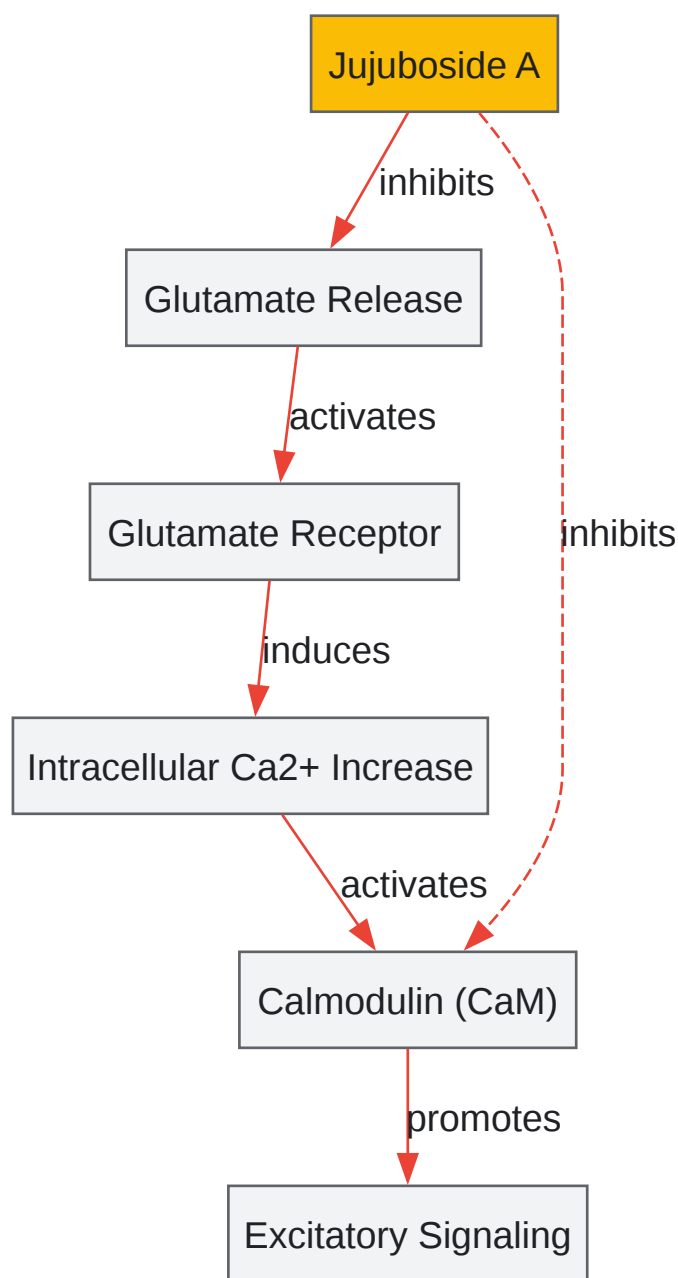 Jujuboside A
inhibits
Glutamate Release
activates
Glutamate Receptor
inhibits
induces
Intracellular Ca2+ Increase
activates
Calmodulin (CaM)
promotes
Excitatory Signaling